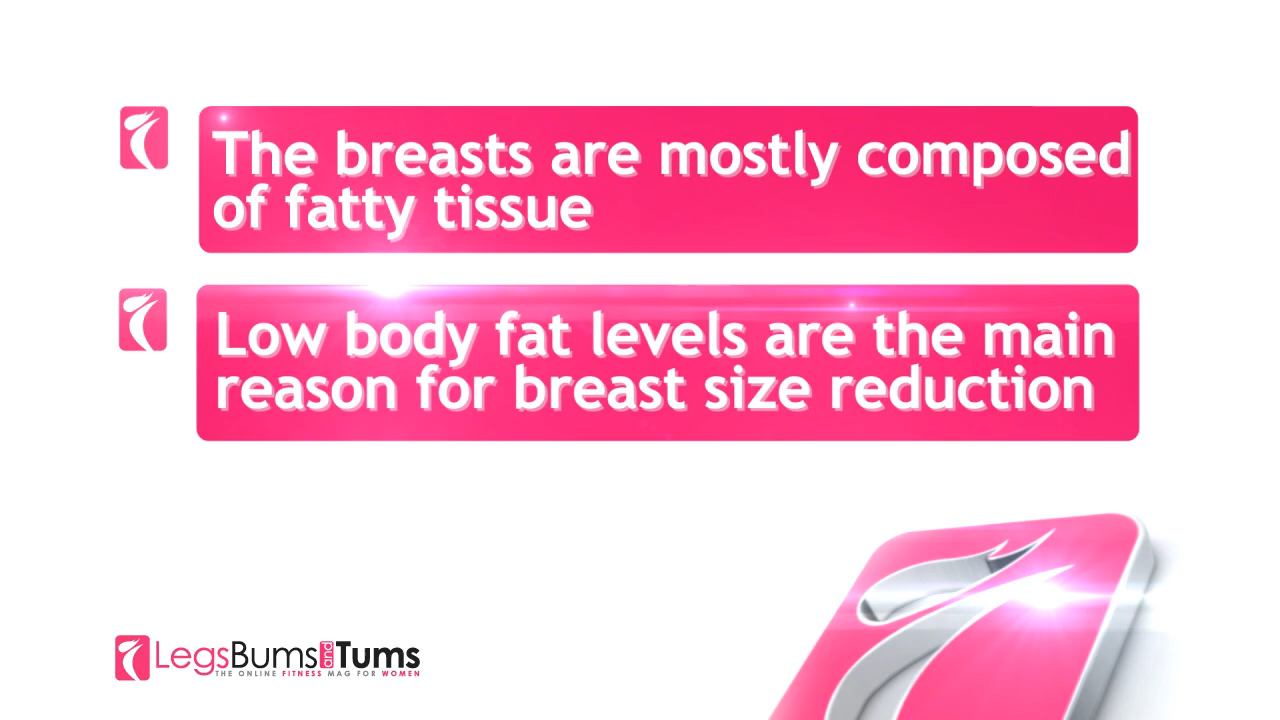 The breasts are mostly composed
of fatty tissue
Low body fat levels are the main
reason for breast size reduction
LegsBumsandTums
THE ONLINE FITNESS MAG FOR WOMEN